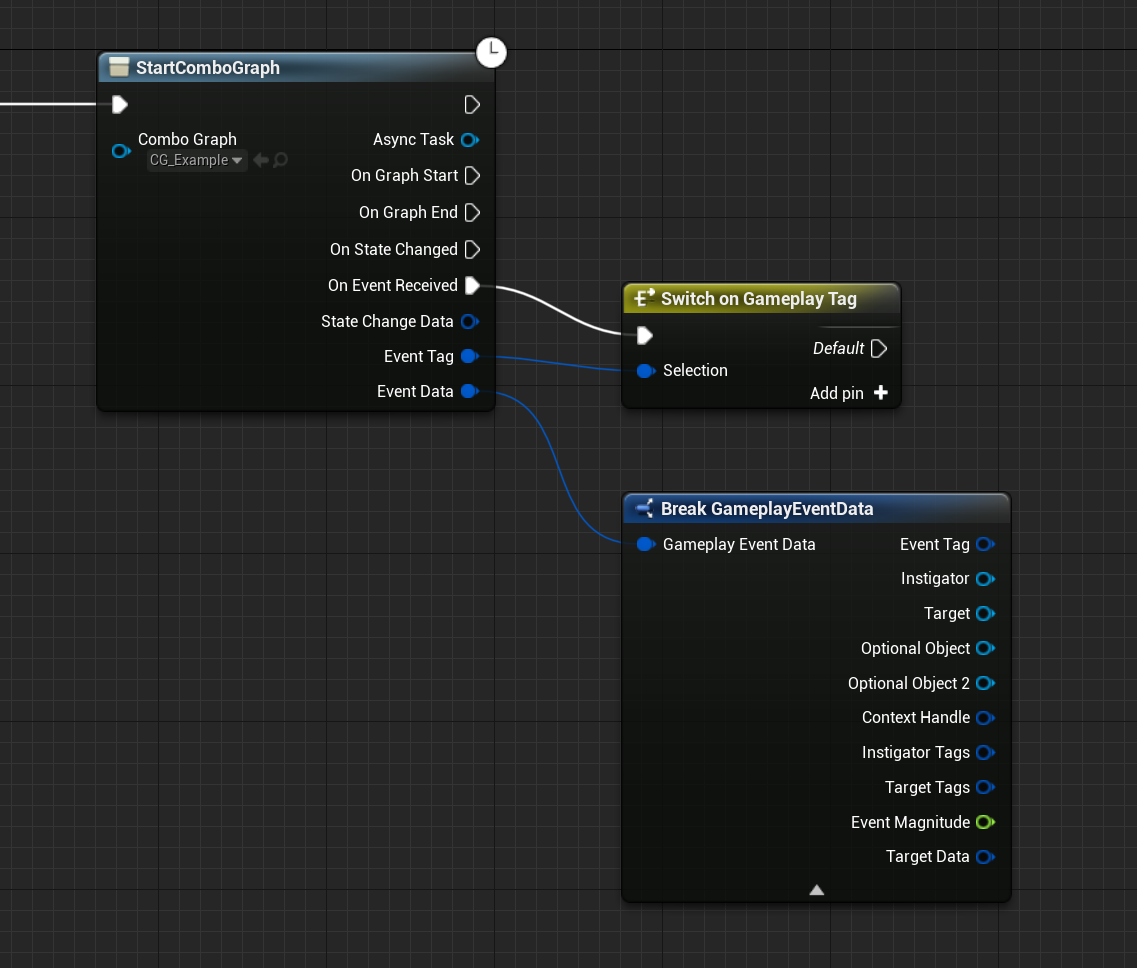 StartComboGraph
Combo Graph
CG_Example
Async Task
On Graph Start
On Graph End
On State Changed
On Event Received
State Change Data
Event Tag
Event Data
Switch on Gameplay Tag
Default
Selection
Add pin
Break GameplayEventData
Gameplay Event Data
Event Tag
Instigator
Target
Optional Object
Optional Object 2
Context Handle
Instigator Tags
Target Tags
Event Magnitude
Target Data